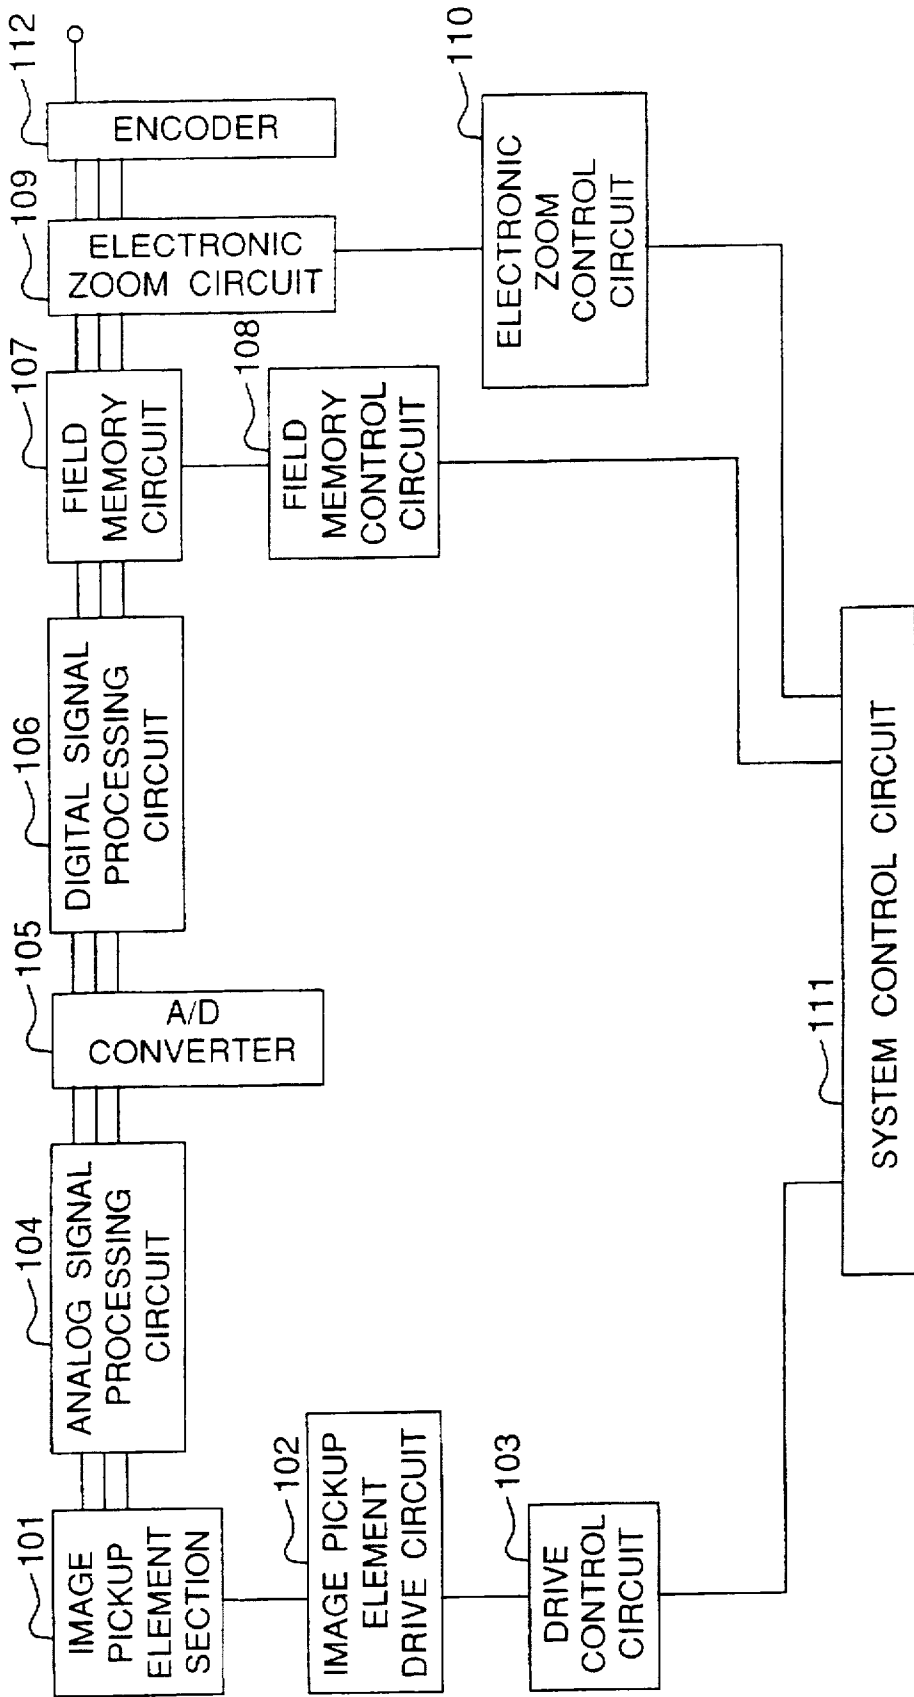 101
IMAGE
PICKUP
ELEMENT
SECTION
104
ANALOG SIGNAL
PROCESSING
CIRCUIT
105
A/D
CONVERTER
106
DIGITAL SIGNAL
PROCESSING
CIRCUIT
107
FIELD
MEMORY
CIRCUIT
109
ELECTRONIC
ZOOM CIRCUIT
112
ENCODER
102
IMAGE PICKUP
ELEMENT
DRIVE CIRCUIT
108
FIELD
MEMORY
CONTROL
CIRCUIT
110
ELECTRONIC
ZOOM
CONTROL
CIRCUIT
103
DRIVE
CONTROL
CIRCUIT
111
SYSTEM CONTROL CIRCUIT